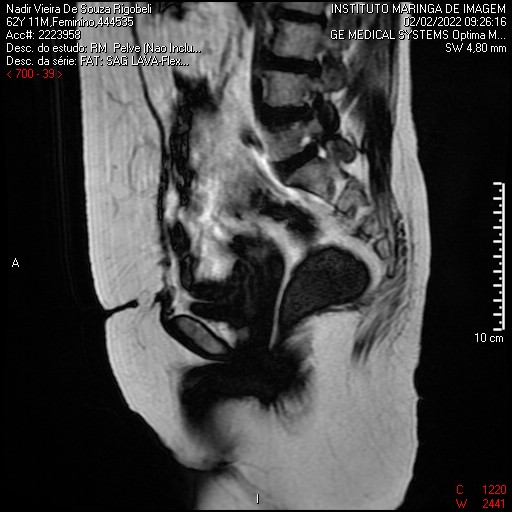 Nadir Vieira De Souza Rigobeli
62Y 11M,Feminino,444535
Acc#: 2223953
Desc. do estudo: RM Pelve (Nao Inclu...
Desc. da série: FAT: SAG LAVA-Flex...
< 700 - 39 >
INSTITUTO MARINGA DE IMAGEM
02/02/2022 09:26:16
GE MEDICAL SYSTEMS Optima M...
SW 4,80 mm
A
10 cm
I
C 1220
W 2441